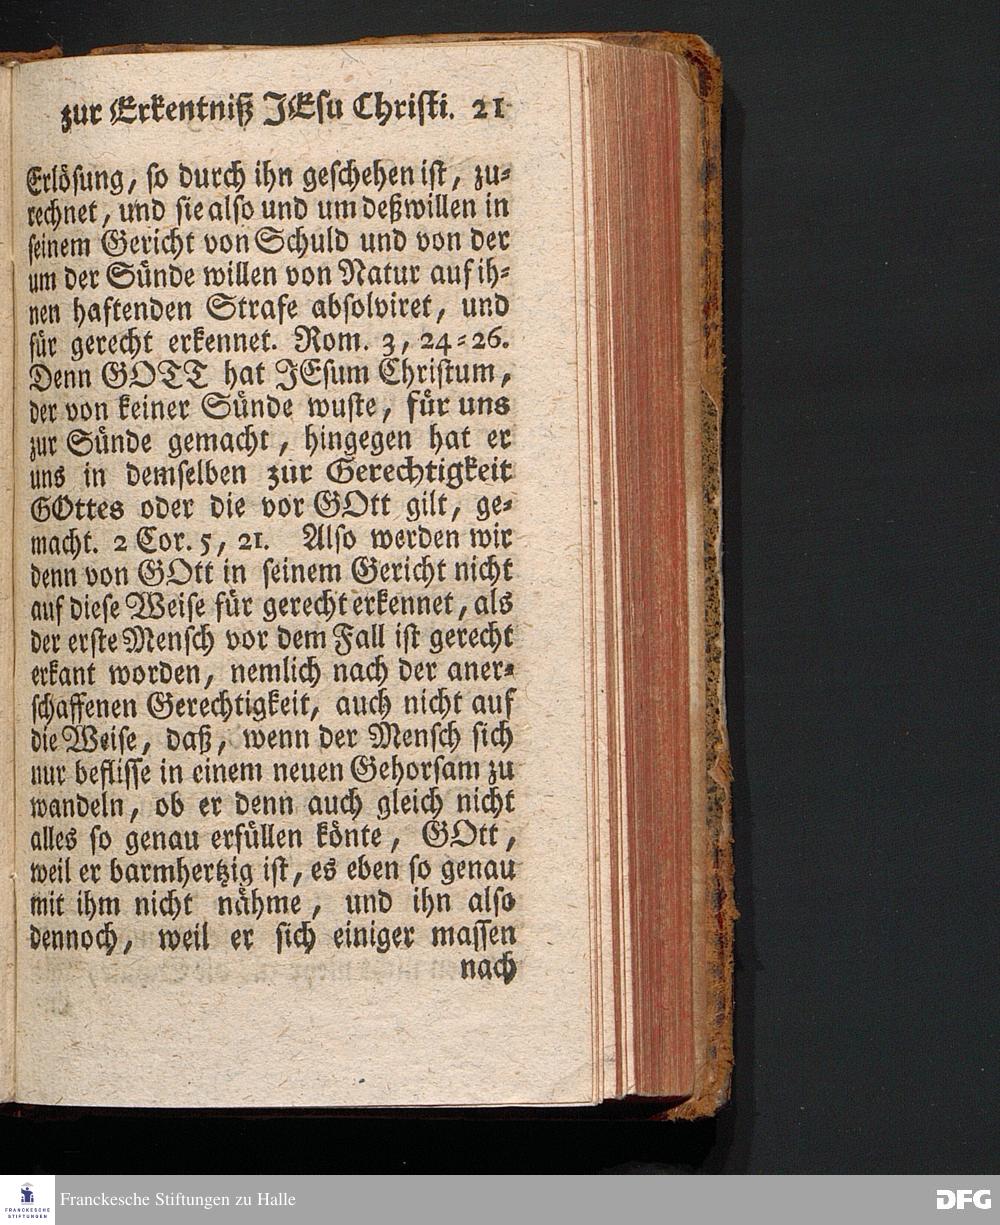 zur Erkentniß JEsu Christi. 21
Erlösung, so durch ihn geschehen ist, zu=
rechnet, und sie also und um deßwillen in
seinem Gericht von Schuld und von der
um der Sünde willen von Natur auf ih=
nen haftenden Strafe absolviret, und
für gerecht erkennet. Rom. 3, 24=26.
Denn GOTT hat JEsum Christum,
der von keiner Sünde wuste, für uns
zur Sünde gemacht, hingegen hat er
uns in demselben zur Gerechtigkeit
GOttes oder die vor GOtt gilt, ge=
macht. 2 Cor. 5, 21. Also werden wir
denn von GOtt in seinem Gericht nicht
auf diese Weise für gerecht erkennet, als
der erste Mensch vor dem Fall ist gerecht
erkant worden, nemlich nach der aner=
schaffenen Gerechtigkeit, auch nicht auf
die Weise, daß, wenn der Mensch sich
nur beflisse in einem neuen Gehorsam zu
wandeln, ob er denn auch gleich nicht
alles so genau erfüllen könte, GOtt,
weil er barmhertzig ist, es eben so genau
mit ihm nicht nähme, und ihn also
dennoch, weil er sich einiger massen
nach
FRANCKESCHE
STIFTUNGEN
Franckesche Stiftungen zu Halle
DFG